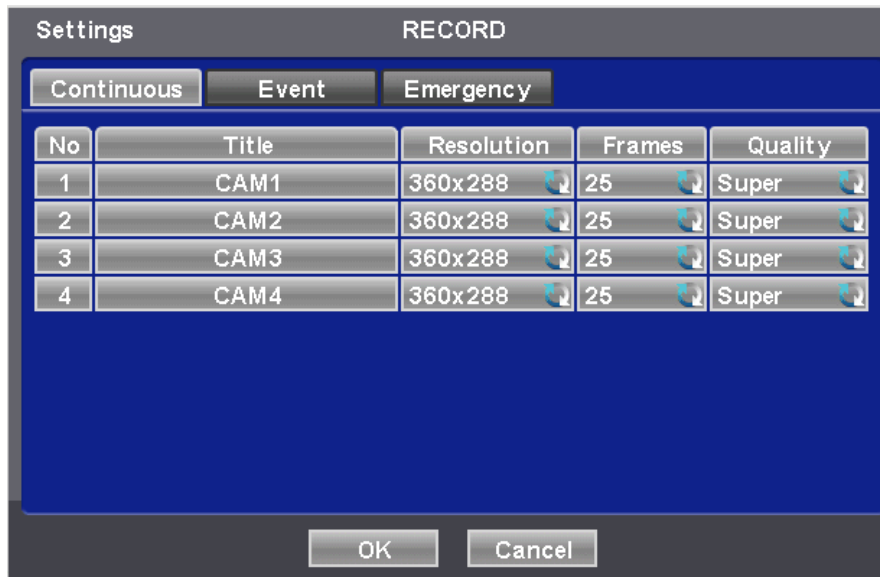 Settings RECORD
Continuous Event Emergency
No Title Resolution Frames Quality
1 CAM1 360x288 25 Super
2 CAM2 360x288 25 Super
3 CAM3 360x288 25 Super
4 CAM4 360x288 25 Super
OK Cancel